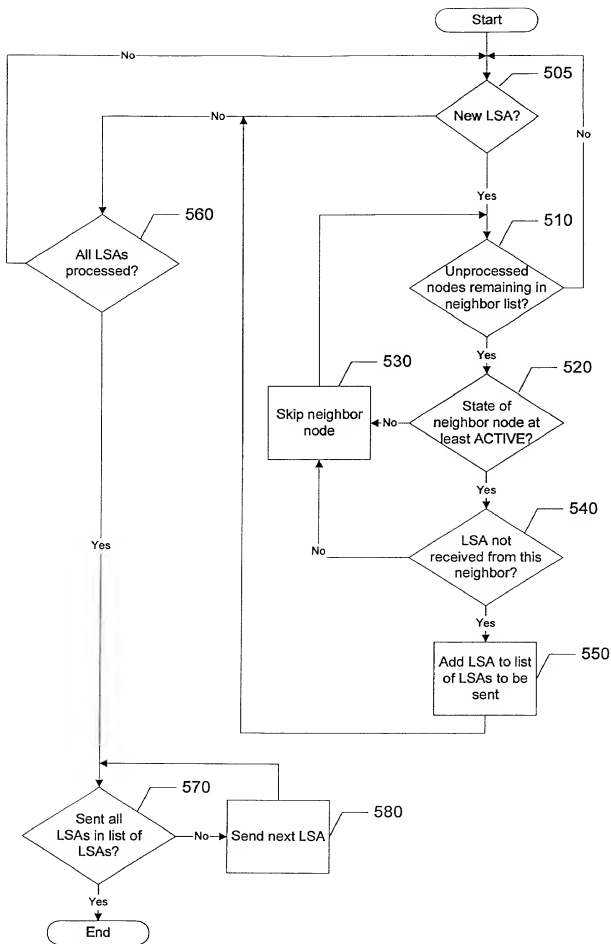 Start
No
505
New LSA?
No
No
Yes
560
510
All LSAs
processed?
Unprocessed
nodes remaining in
neighbor list?
Yes
530
520
Skip neighbor
node
No
State of
neighbor node at
least ACTIVE?
Yes
540
Yes
No
LSA not
received from this
neighbor?
Yes
550
Add LSA to list
of LSAs to be
sent
570
Sent all
LSAs in list of
LSAs?
No
Send next LSA
580
Yes
End